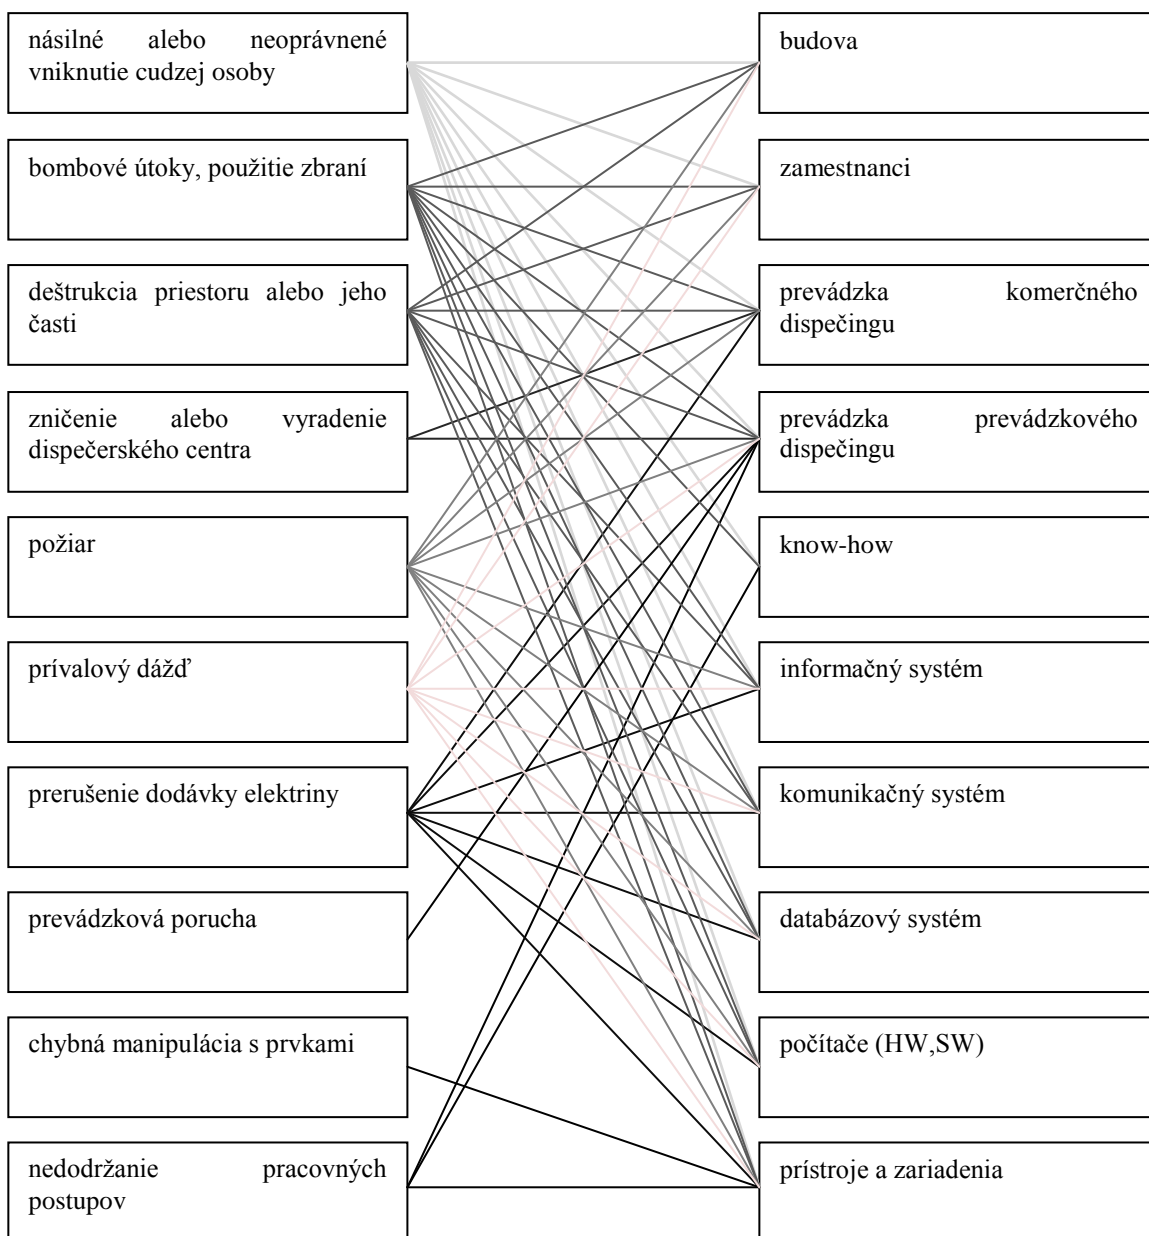 násilné alebo neoprávnené
vniknutie cudzej osoby
bombové útoky, použitie zbraní
deštrukcia priestoru alebo jeho
časti
zničenie alebo vyradenie
dispečerského centra
požiar
prívalový dážď
prerušenie dodávky elektriny
prevádzková porucha
chybná manipulácia s prvkami
nedodržanie pracovných
postupov
budova
zamestnanci
prevádzka komerčného
dispečingu
prevádzka prevádzkového
dispečingu
know-how
informačný systém
komunikačný systém
databázový systém
počítače (HW,SW)
prístroje a zariadenia